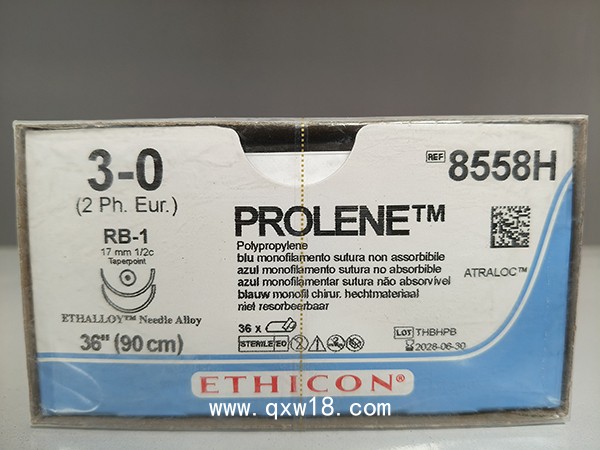 3-0
(2 Ph. Eur.)
RB-1
17 mm 1/2c
Taperpoint
ETHALLOY™ Needle Alloy
36" (90 cm)
REF 8558H
PROLENE™
Polypropylene
blu monofilamento sutura non assorbibile
azul monofilamento sutura no absorbible
azul monofilamentar sutura não absorvível
blauw monofil chirur. hechtmateriaal
niet resorbeerbaar
ATRALOC™
36 x
STERILE EO
LOT THBHPB
2028-06-30
ETHICON®
www.qxw18.com